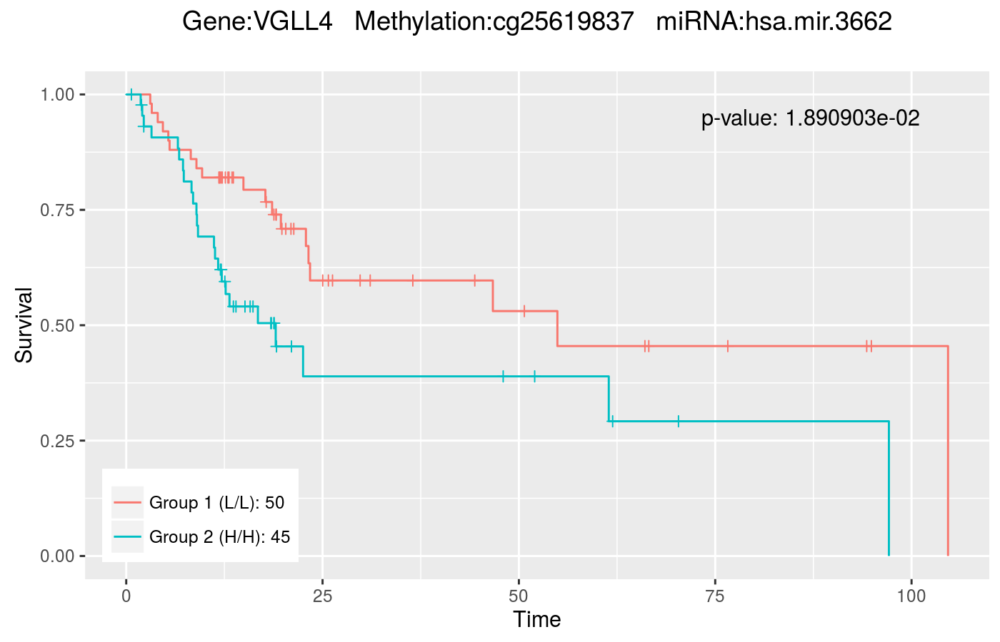 Gene:VGLL4   Methylation:cg25619837   miRNA:hsa.mir.3662
p-value: 1.890903e-02
Survival
1.00
0.75
0.50
0.25
0.00
Group 1 (L/L): 50
Group 2 (H/H): 45
0 25 50 75 100
Time